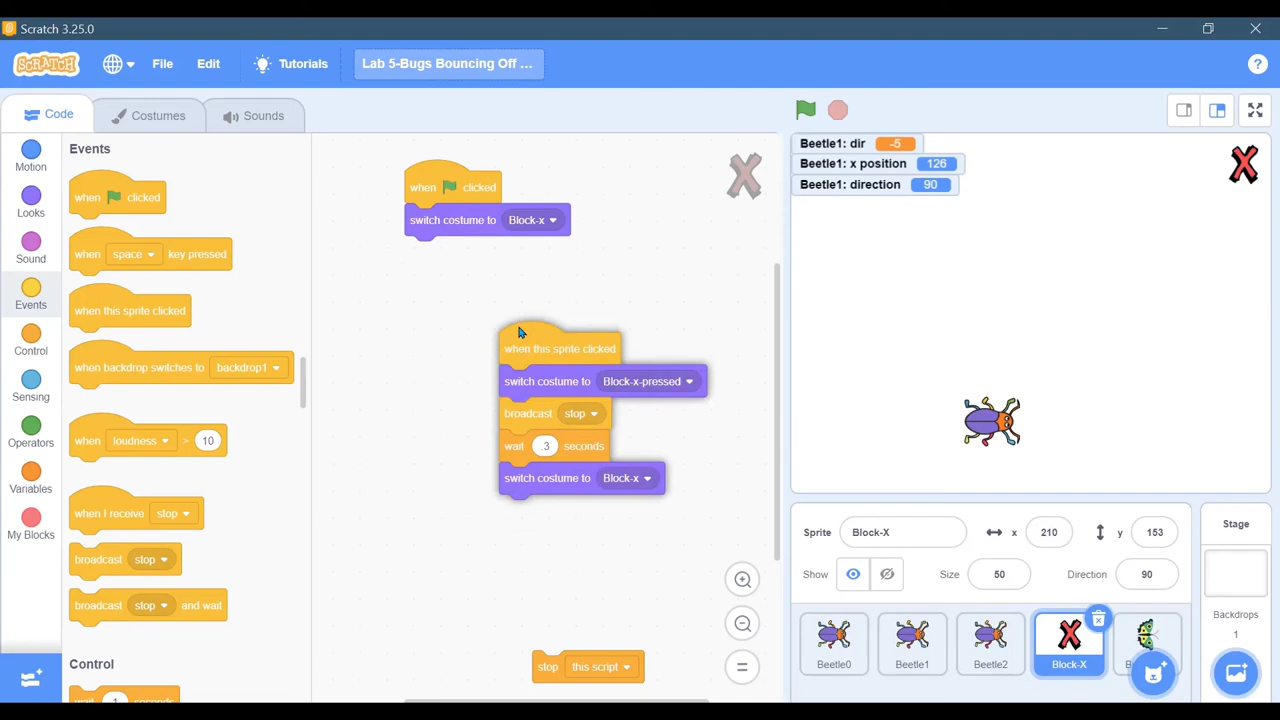 Scratch 3.25.0
SCRATCH
File
Edit
Tutorials
Lab 5-Bugs Bouncing Off ...
?
Code
Costumes
Sounds
Motion
Looks
Sound
Events
Control
Sensing
Operators
Variables
My Blocks
Events
when clicked
when space key pressed
when this sprite clicked
when backdrop switches to backdrop1
when loudness > 10
when I receive stop
broadcast stop
broadcast stop and wait
Control
wait 1 seconds
when clicked
switch costume to Block-x
when this sprite clicked
switch costume to Block-x-pressed
broadcast stop
wait .3 seconds
switch costume to Block-x
stop this script
Beetle1: dir -5
Beetle1: x position 126
Beetle1: direction 90
Sprite Block-X x 210 y 153
Show Size 50 Direction 90
Beetle0
Beetle1
Beetle2
Block-X
Stage
Backdrops
1